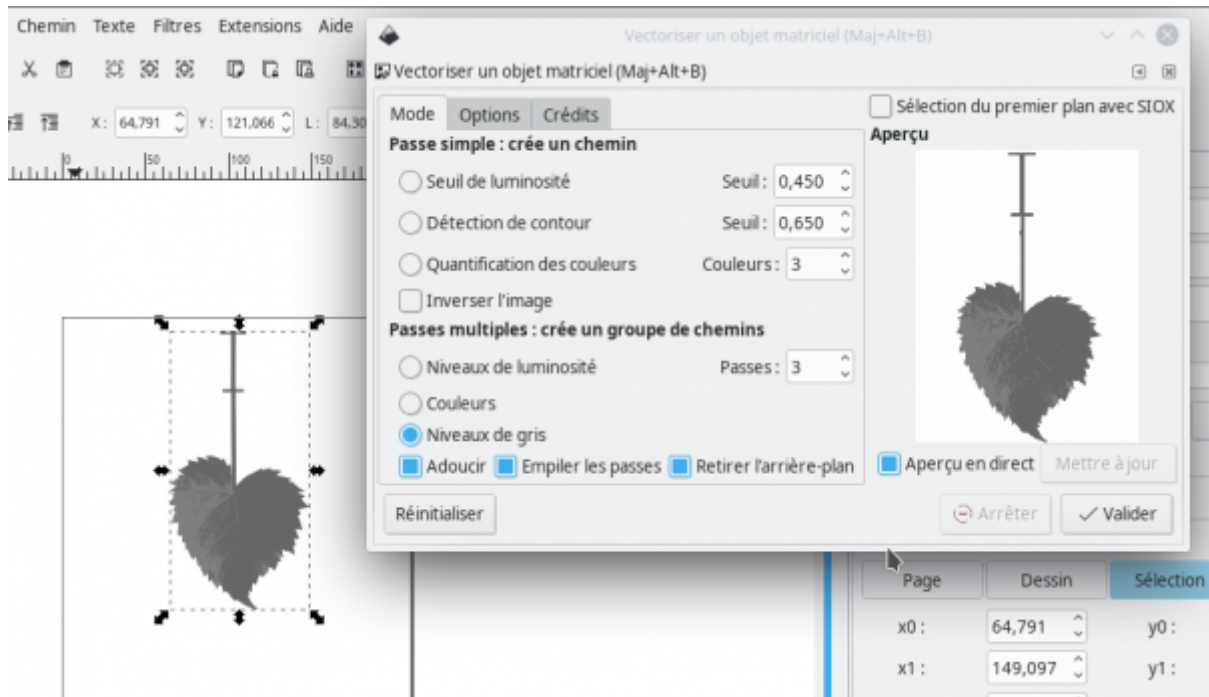 Chemin Texte Filtres Extensions Aide
Vectoriser un objet matriciel (Maj+Alt+B)
Vectoriser un objet matriciel (Maj+Alt+B)
X: 64,791 Y: 121,066 L: 84,30
0 50 100 150
Mode Options Crédits
Passe simple : crée un chemin
Seuil de luminosité Seuil: 0,450
Détection de contour Seuil: 0,650
Quantification des couleurs Couleurs: 3
Inverser l'image
Passes multiples : crée un groupe de chemins
Niveaux de luminosité Passes: 3
Couleurs
Niveaux de gris
Adoucir Empiler les passes Retirer l'arrière-plan
Réinitialiser
Sélection du premier plan avec SIOX
Aperçu
Aperçu en direct Mettre à jour
Arrêter Valider
Page Dessin Sélection
x0 : 64,791 y0 :
x1 : 149,097 y1 :